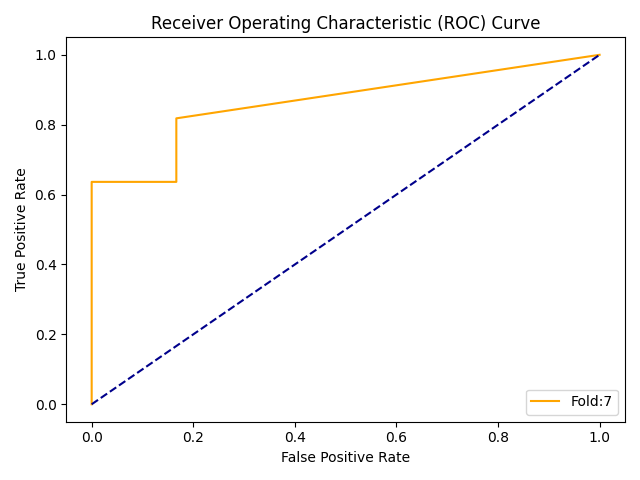 Receiver Operating Characteristic (ROC) Curve
1.0
0.8
0.6
0.4
0.2
0.0
True Positive Rate
Fold:7
0.0 0.2 0.4 0.6 0.8 1.0
False Positive Rate